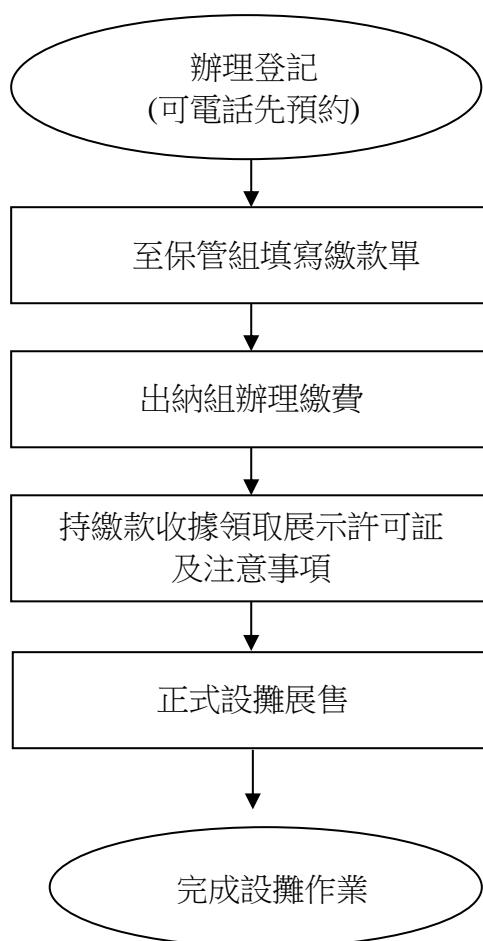 辦理登記
(可電話先預約)
至保管組填寫繳款單
出納組辦理繳費
持繳款收據領取展示許可証
及注意事項
正式設攤展售
完成設攤作業